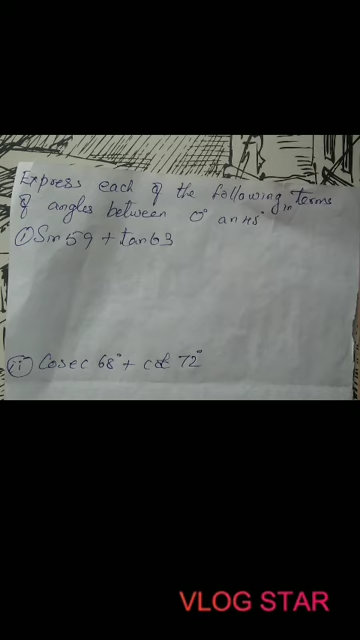 Express each of the following in terms
of angles between 0° an 45°
① Sin 59 + tan 63
ⓘⓘ Cosec 68° + cot 72°
VLOG STAR